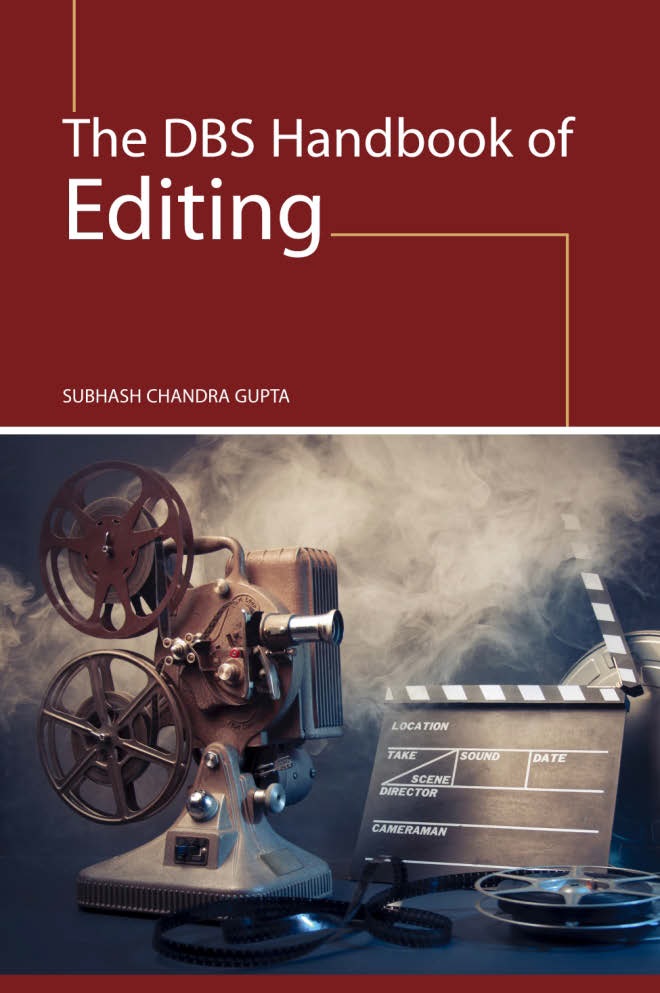 The DBS Handbook of
Editing
SUBHASH CHANDRA GUPTA
LOCATION
TAKE
SCENE
SOUND
DATE
DIRECTOR
CAMERAMAN